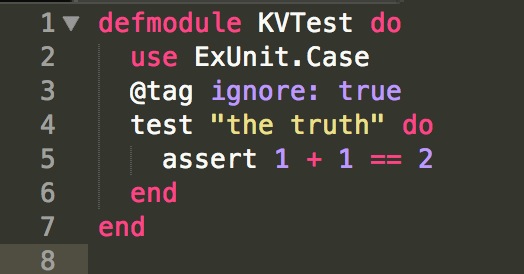 1 defmodule KVTest do
2 use ExUnit.Case
3 @tag ignore: true
4 test "the truth" do
5 assert 1 + 1 == 2
6 end
7 end
8